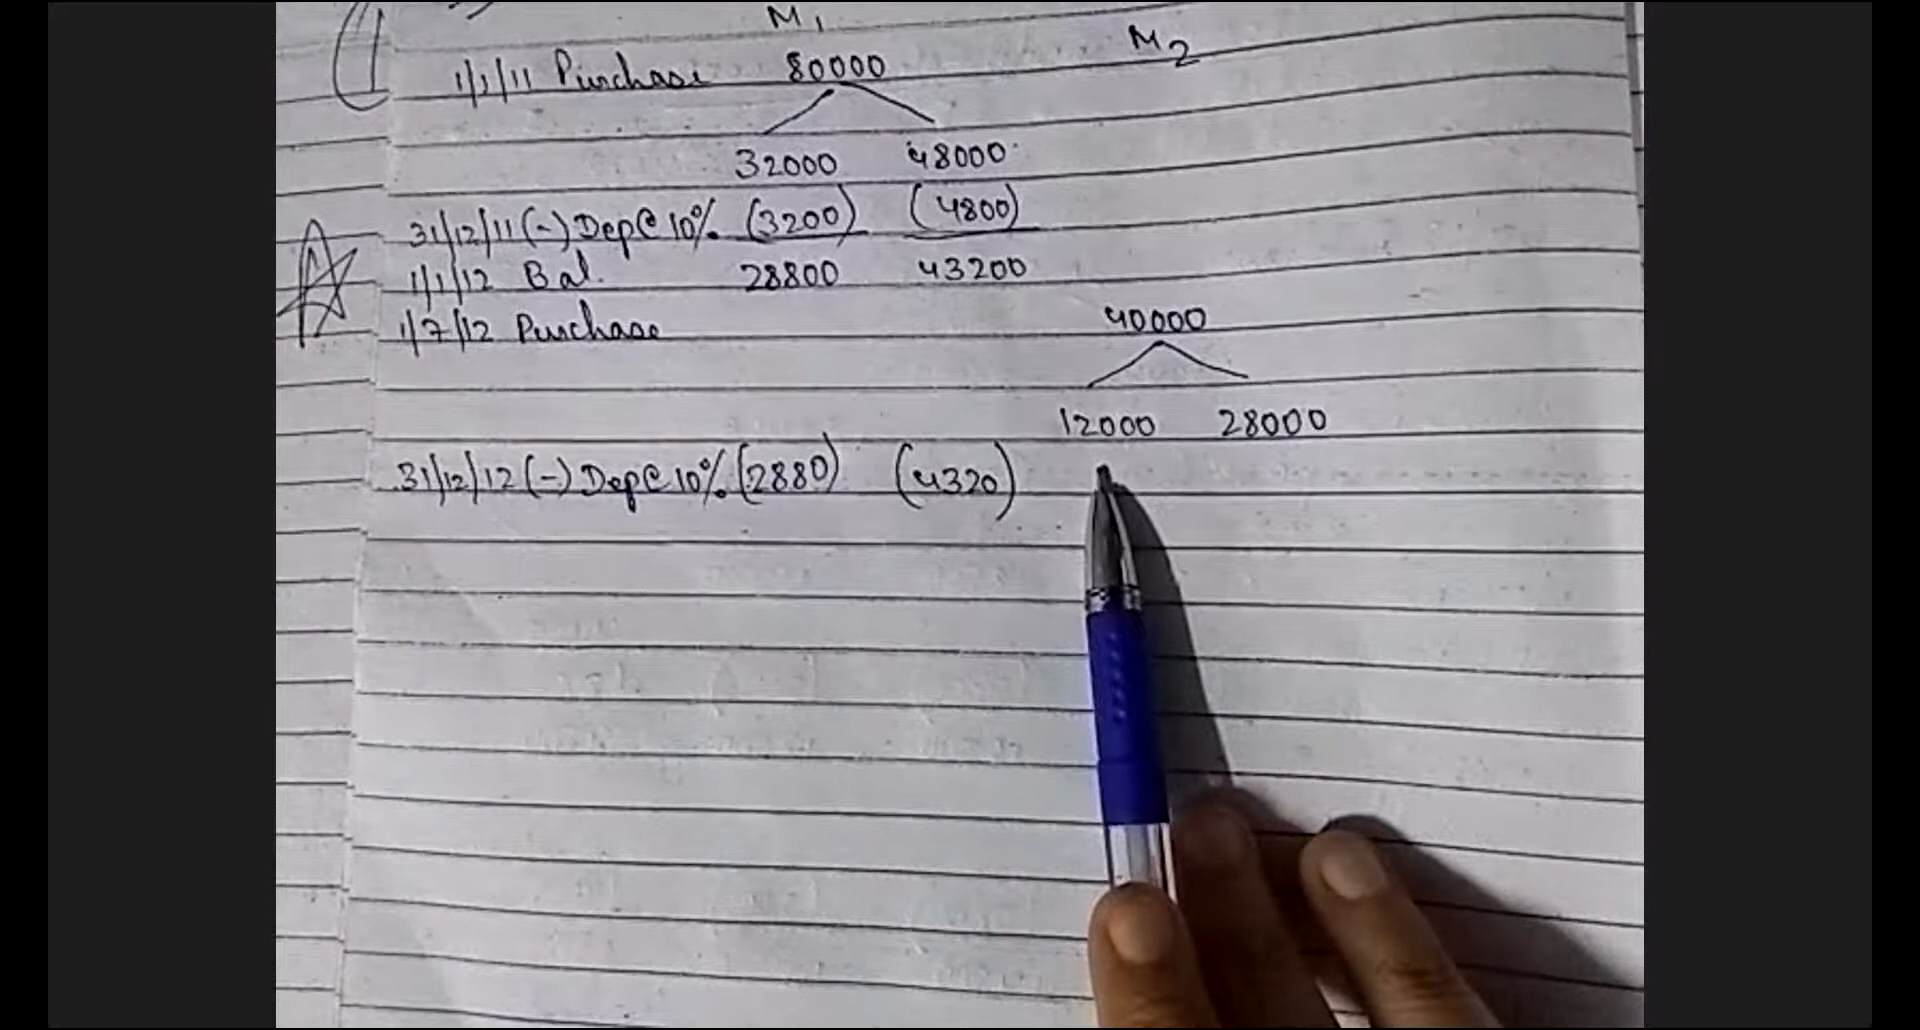 M1 M2
1/1/11 Purchase 80000
32000 48000
31/12/11 (-) Dep@ 10% (3200) (4800)
1/1/12 Bal. 28800 43200
1/7/12 Purchase 40000
12000 28000
31/12/12 (-) Dep@ 10% (2880) (4320)